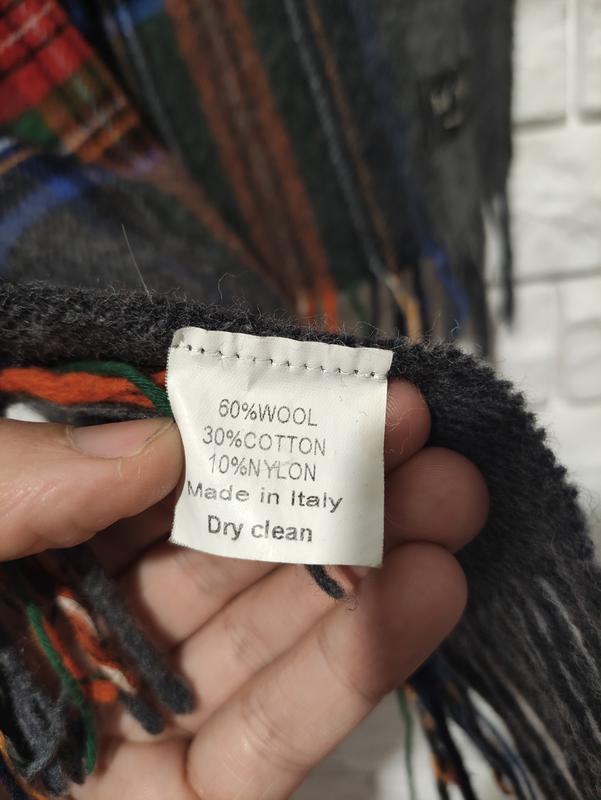 60%WOOL
30%COTTON
10%NYLON
Made in Italy
Dry clean